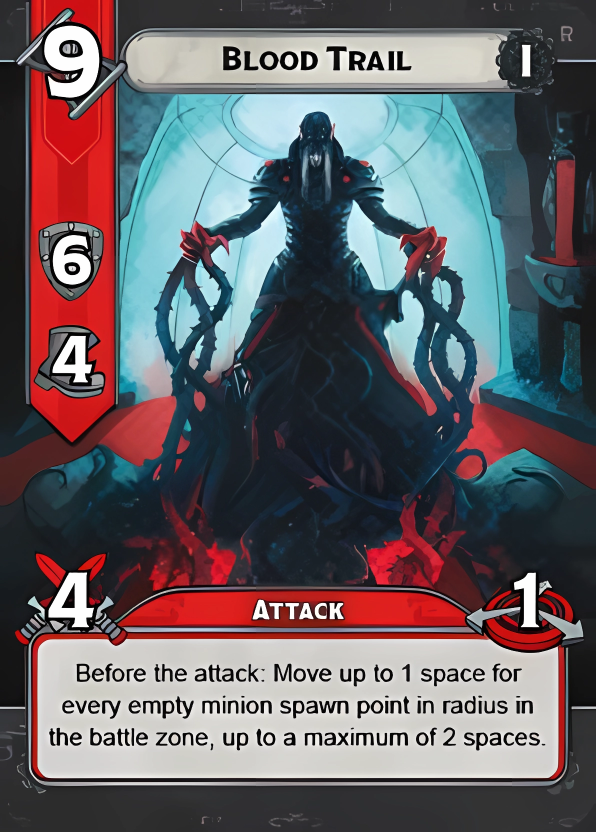 9
BLOOD TRAIL
I
R
6
4
4
ATTACK
1
Before the attack: Move up to 1 space for
every empty minion spawn point in radius in
the battle zone, up to a maximum of 2 spaces.